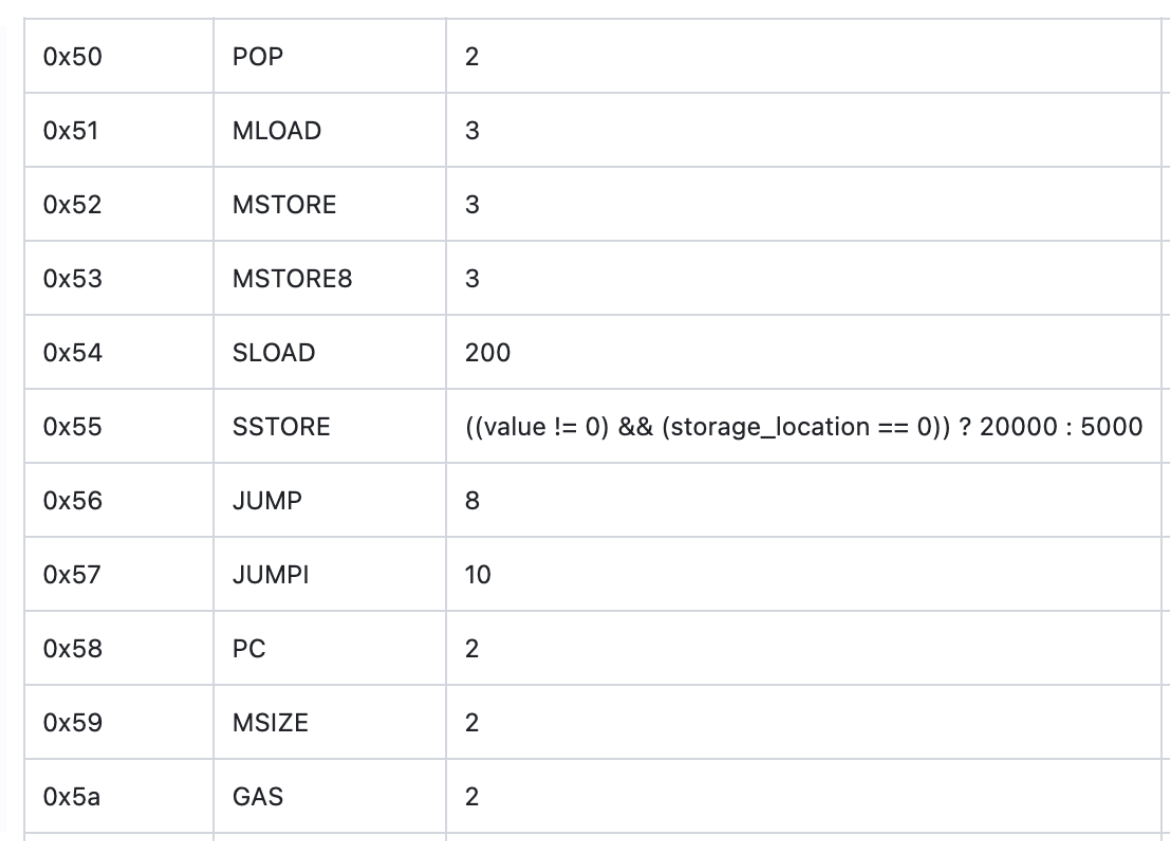 0x50 POP 2
0x51 MLOAD 3
0x52 MSTORE 3
0x53 MSTORE8 3
0x54 SLOAD 200
0x55 SSTORE ((value != 0) && (storage_location == 0)) ? 20000 : 5000
0x56 JUMP 8
0x57 JUMPI 10
0x58 PC 2
0x59 MSIZE 2
0x5a GAS 2